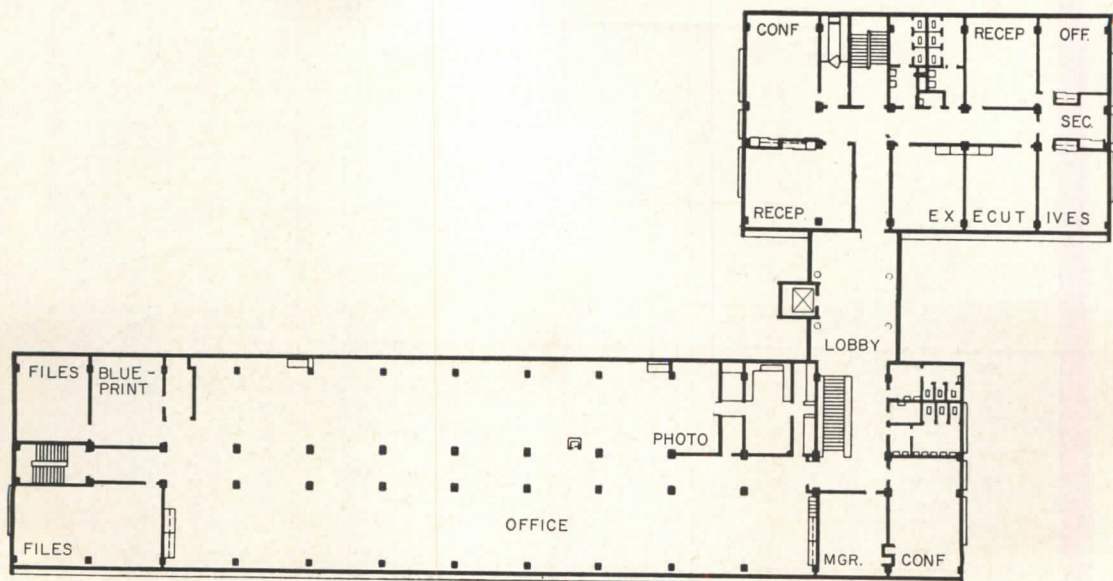 CONF
RECEP
OFF.
SEC.
RECEP.
EX ECUT IVES
LOBBY
FILES
BLUE-
PRINT
PHOTO
OFFICE
FILES
MGR.
CONF